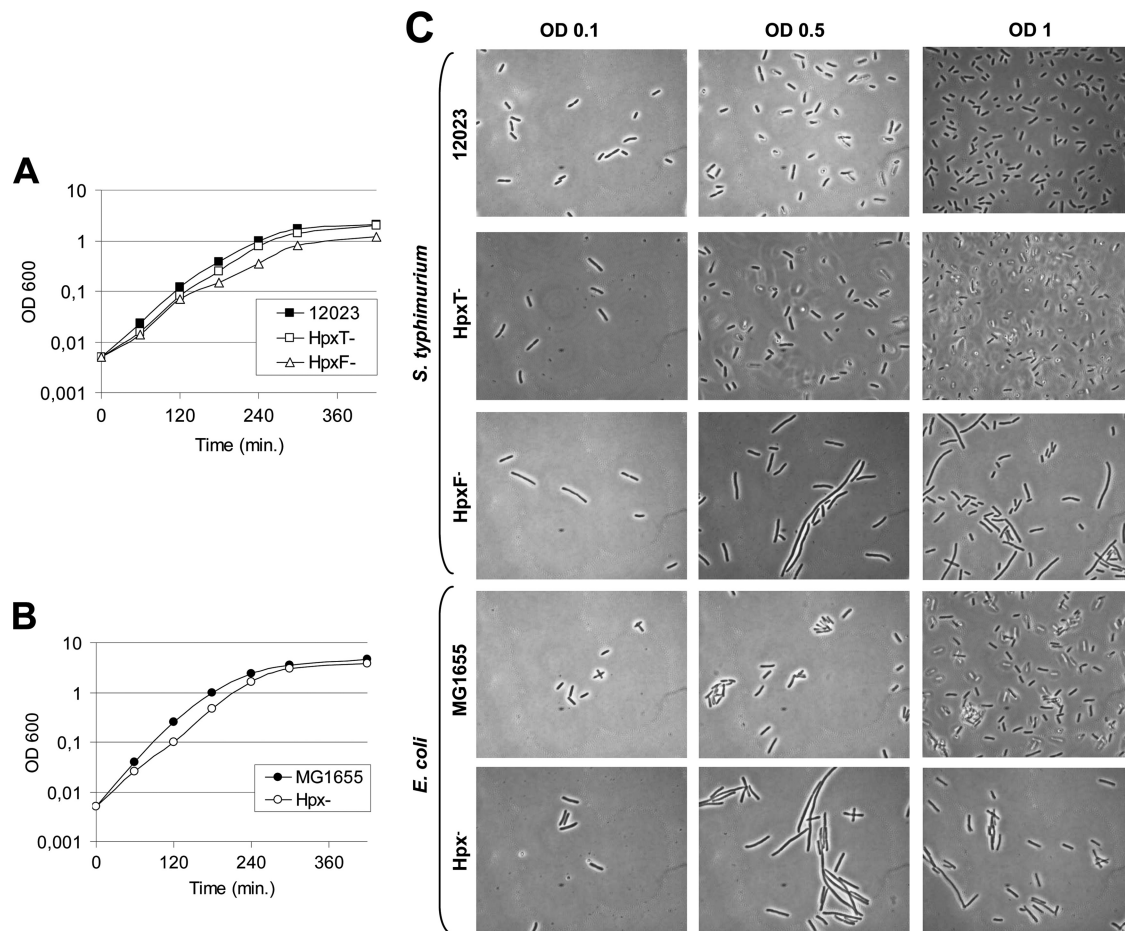 A
10
1
0,1
0,01
0,001
OD 600
12023
HpxT-
HpxF-
0
120
240
360
Time (min.)
B
10
1
0,1
0,01
0,001
OD 600
MG1655
Hpx-
0
120
240
360
Time (min.)
C
OD 0.1
OD 0.5
OD 1
S. typhimurium
12023
HpxT-
HpxF-
E. coli
MG1655
Hpx-